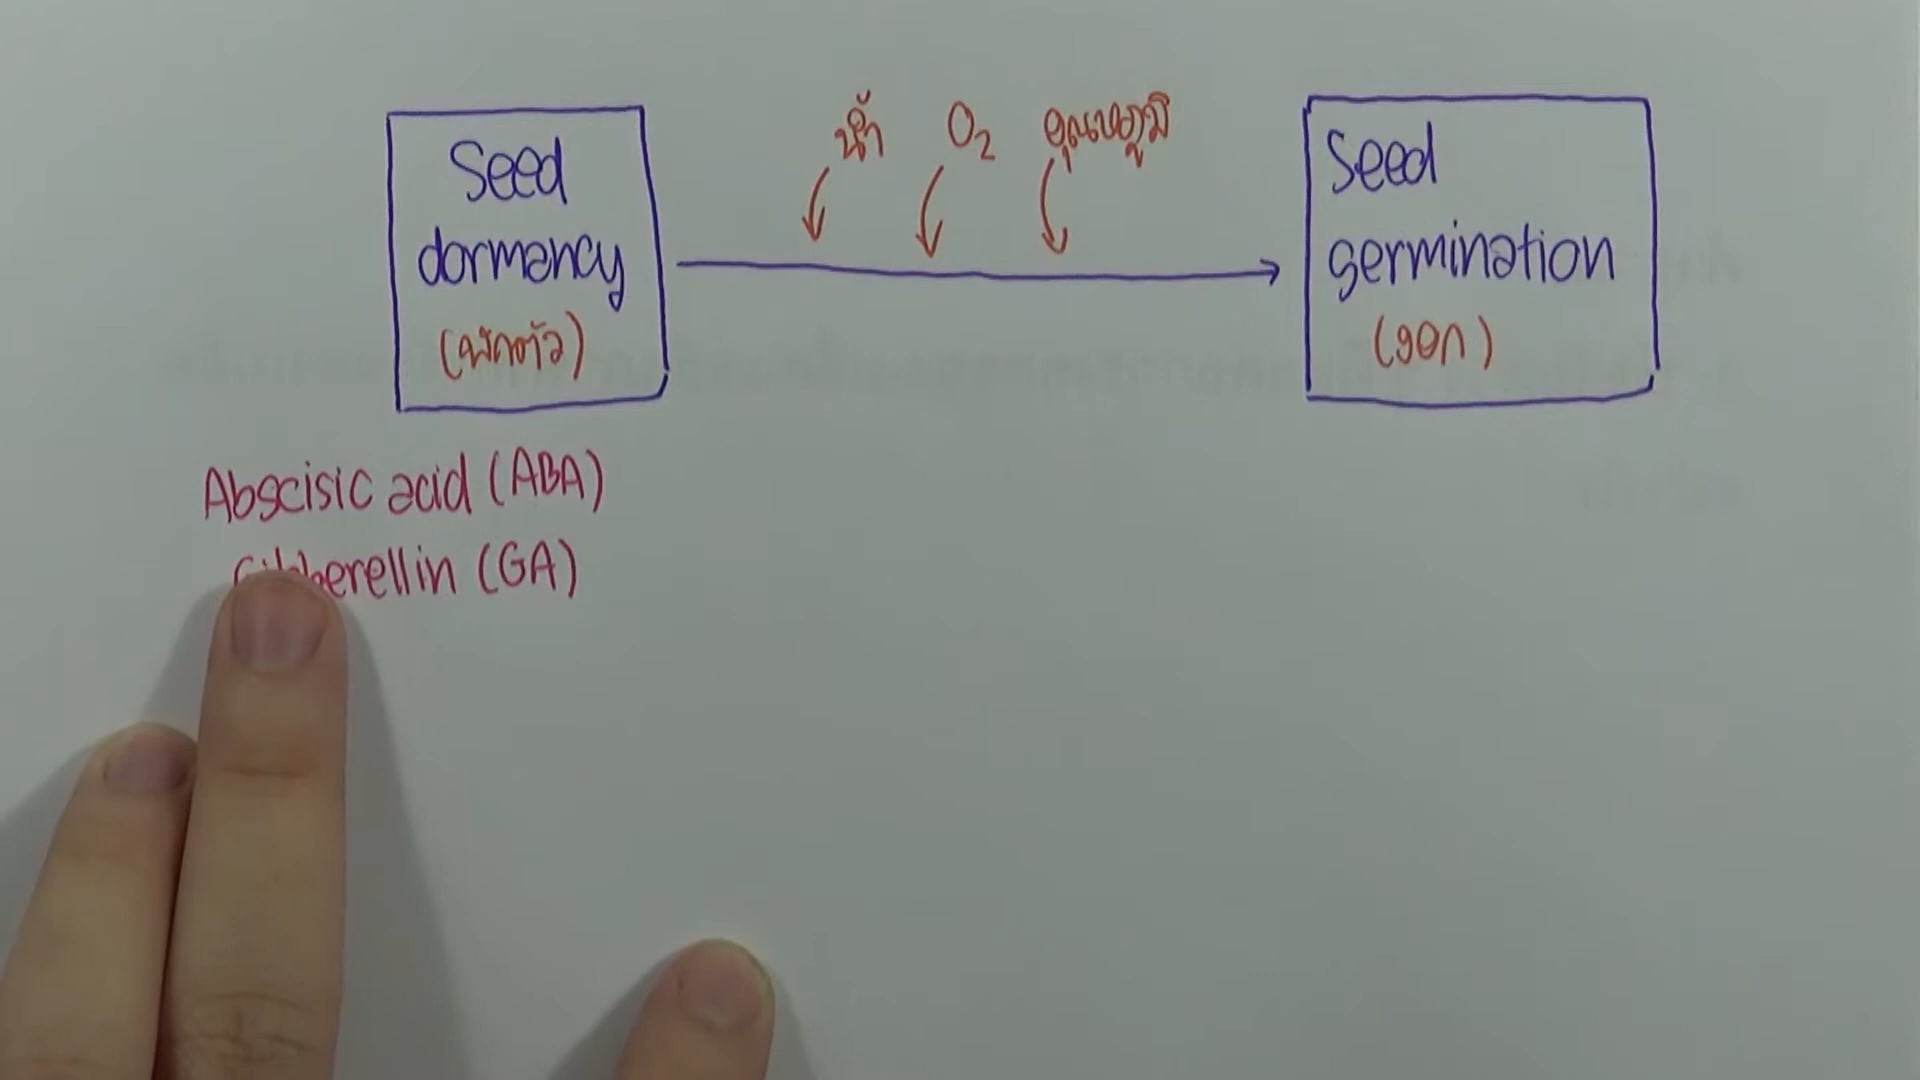 Seed
dormancy
(พักตัว)
น้ำ O₂ อุณหภูมิ
Seed
germination
(งอก)
Abscisic acid (ABA)
Gibberellin (GA)